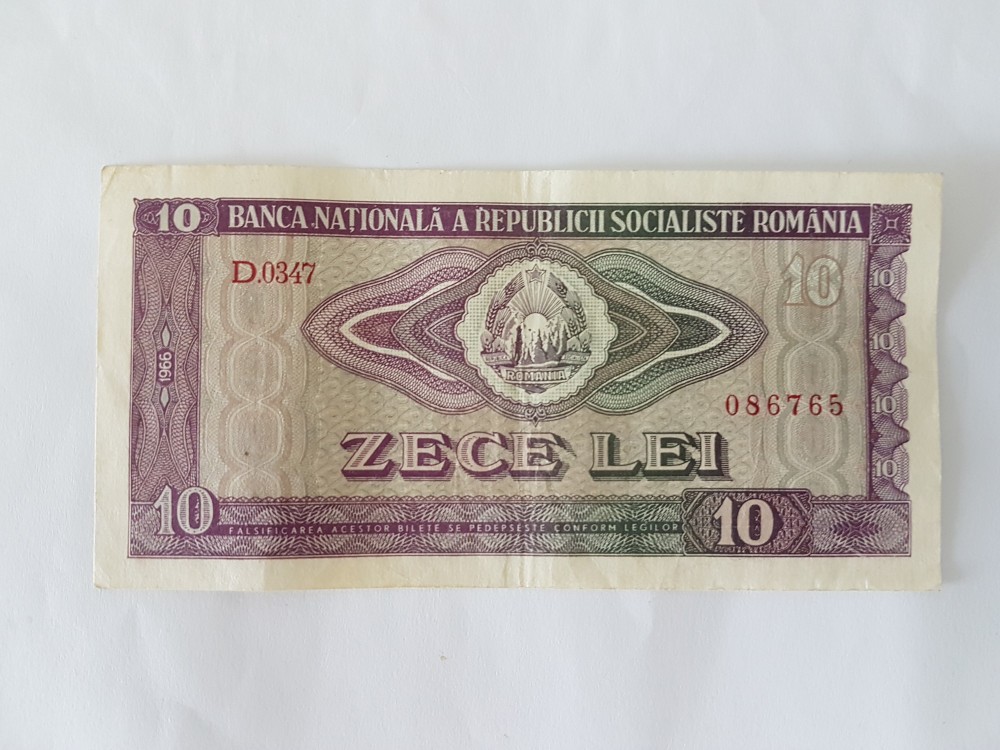 10 BANCA NAȚIONALĂ A REPUBLICII SOCIALISTE ROMÂNIA
D.0347
10
10
10
1966
ROMANIA
10
086765
ZECE LEI
10
10
FALSIFICAREA ACESTOR BILETE SE PEDEPSEȘTE CONFORM LEGILOR
10